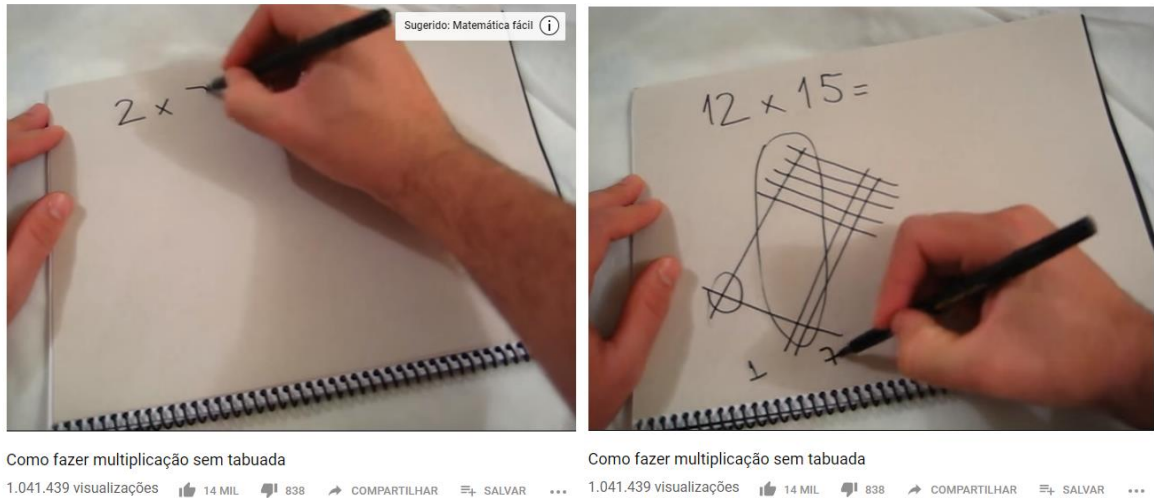 Sugerido: Matemática fácil
2 x
Como fazer multiplicação sem tabuada
1.041.439 visualizações 14 MIL 838 COMPARTILHAR SALVAR ...
12 x 15 =
1 7
Como fazer multiplicação sem tabuada
1.041.439 visualizações 14 MIL 838 COMPARTILHAR SALVAR ...